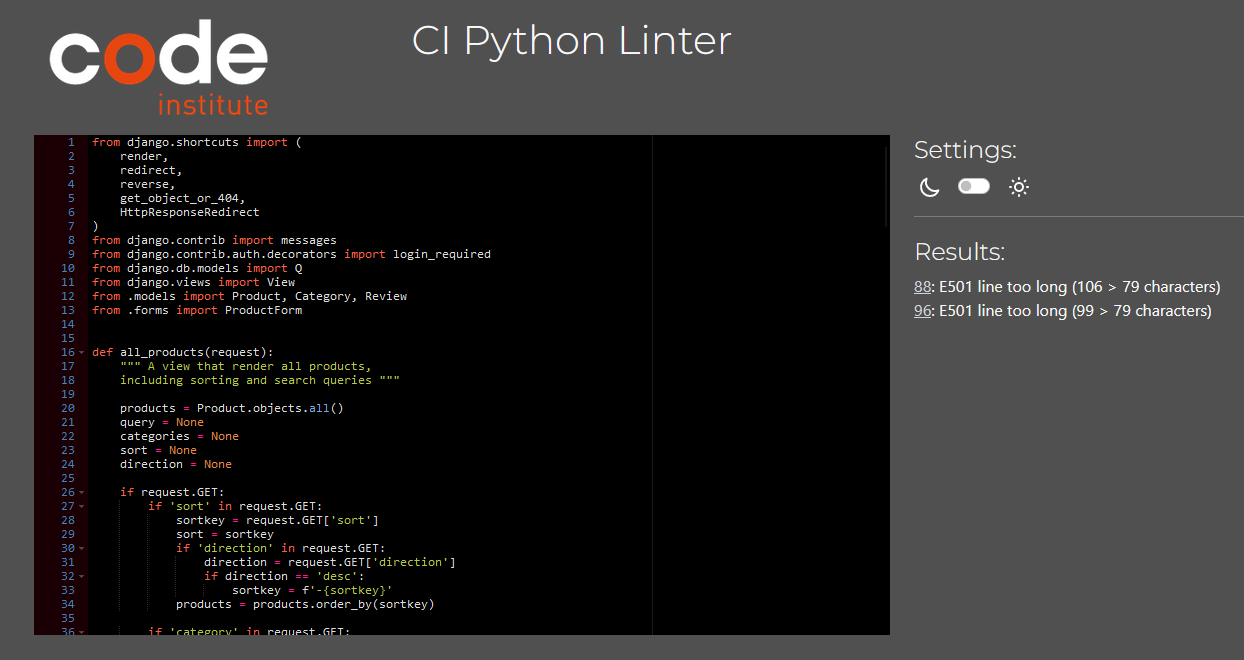 code
institute
CI Python Linter
1 from django.shortcuts import (
2     render,
3     redirect,
4     reverse,
5     get_object_or_404,
6     HttpResponseRedirect
7 )
8 from django.contrib import messages
9 from django.contrib.auth.decorators import login_required
10 from django.db.models import Q
11 from django.views import View
12 from .models import Product, Category, Review
13 from .forms import ProductForm
14
15
16 def all_products(request):
17     """ A view that render all products,
18     including sorting and search queries """
19
20     products = Product.objects.all()
21     query = None
22     categories = None
23     sort = None
24     direction = None
25
26     if request.GET:
27         if 'sort' in request.GET:
28             sortkey = request.GET['sort']
29             sort = sortkey
30             if 'direction' in request.GET:
31                 direction = request.GET['direction']
32                 if direction == 'desc':
33                     sortkey = f'-{sortkey}'
34             products = products.order_by(sortkey)
35
36         if 'category' in request.GET:
Settings:
Results:
88: E501 line too long (106 > 79 characters)
96: E501 line too long (99 > 79 characters)